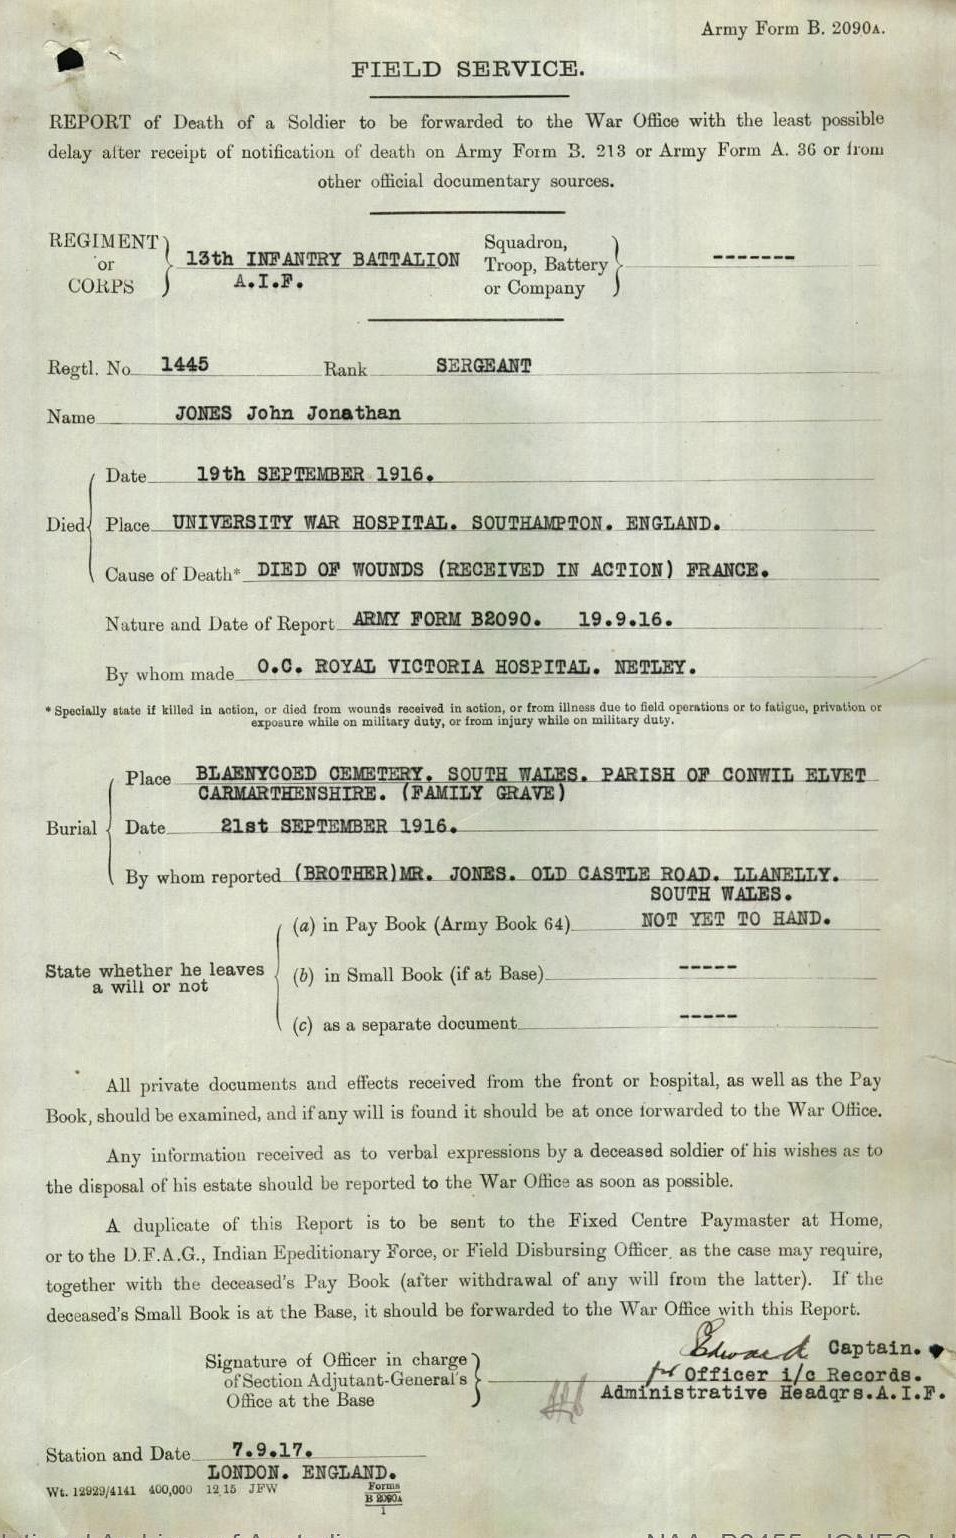 Army Form B. 2090A.
FIELD SERVICE.
REPORT of Death of a Soldier to be forwarded to the War Office with the least possible
delay after receipt of notification of death on Army Form B. 213 or Army Form A. 36 or from
other official documentary sources.
REGIMENT or CORPS 13th INFANTRY BATTALION A.I.F. Squadron, Troop, Battery or Company -------
Regtl. No. 1445 Rank SERGEANT
Name JONES John Jonathan
Died
Date 19th SEPTEMBER 1916.
Place UNIVERSITY WAR HOSPITAL. SOUTHAMPTON. ENGLAND.
Cause of Death* DIED OF WOUNDS (RECEIVED IN ACTION) FRANCE.
Nature and Date of Report ARMY FORM B2090. 19.9.16.
By whom made O.C. ROYAL VICTORIA HOSPITAL. NETLEY.
* Specially state if killed in action, or died from wounds received in action, or from illness due to field operations or to fatigue, privation or
exposure while on military duty, or from injury while on military duty.
Burial
Place BLAENYCOED CEMETERY. SOUTH WALES. PARISH OF CONWIL ELVET
CARMARTHENSHIRE. (FAMILY GRAVE)
Date 21st SEPTEMBER 1916.
By whom reported (BROTHER)MR. JONES. OLD CASTLE ROAD. LLANELLY.
SOUTH WALES.
State whether he leaves
a will or not
(a) in Pay Book (Army Book 64) NOT YET TO HAND.
(b) in Small Book (if at Base) -----
(c) as a separate document -----
All private documents and effects received from the front or hospital, as well as the Pay
Book, should be examined, and if any will is found it should be at once forwarded to the War Office.
Any information received as to verbal expressions by a deceased soldier of his wishes as to
the disposal of his estate should be reported to the War Office as soon as possible.
A duplicate of this Report is to be sent to the Fixed Centre Paymaster at Home,
or to the D.F.A.G., Indian Epeditionary Force, or Field Disbursing Officer, as the case may require,
together with the deceased's Pay Book (after withdrawal of any will from the latter). If the
deceased's Small Book is at the Base, it should be forwarded to the War Office with this Report.
Signature of Officer in charge
of Section Adjutant-General's
Office at the Base
Edward Captain.
for Officer i/c Records.
Administrative Headqrs.A.I.F.
Station and Date 7.9.17.
LONDON. ENGLAND.
Wt. 12929/4141 400,000 12 15 JFW Forms
B 2090A
1